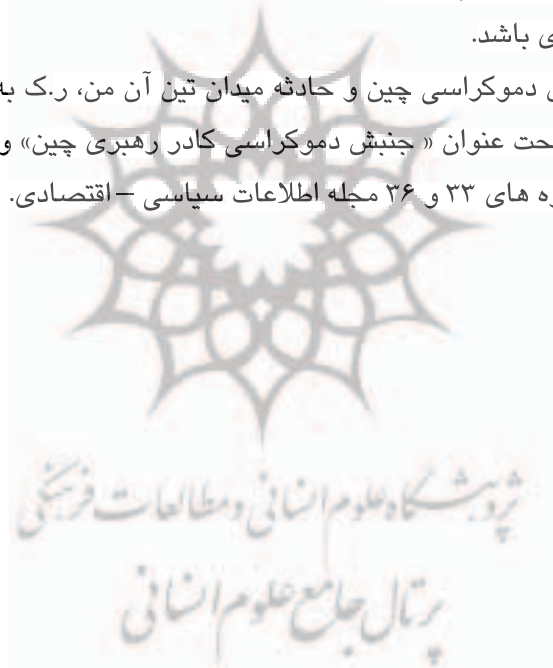 ی باشد.
دموکراسی چین و حادثه میدان تین آن من، ر.ک به
حت عنوان « جنبش دموکراسی کادر رهبری چین» و
ره های ۳۳ و ۳۶ مجله اطلاعات سیاسی – اقتصادی.
پژوهشگاه علوم انسانی و مطالعات فرهنگی
پرتال جامع علوم انسانی